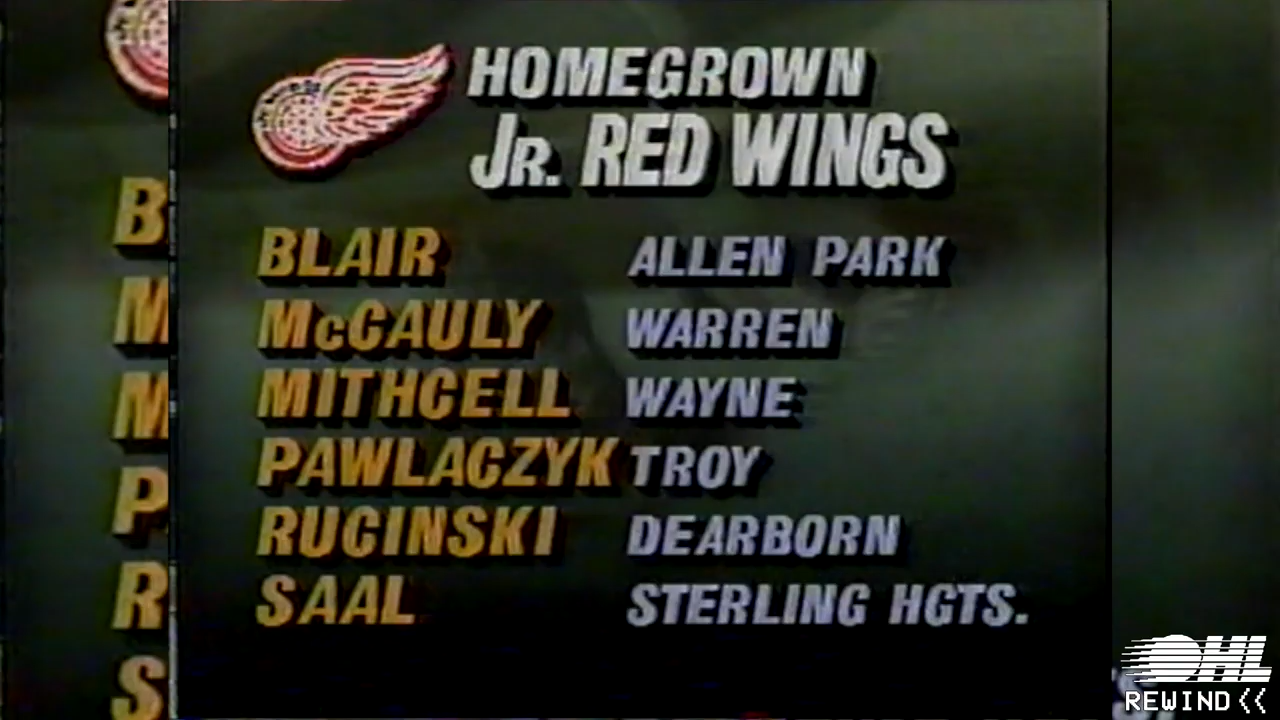 HOMEGROWN
Jr. RED WINGS
BLAIR ALLEN PARK
McCAULY WARREN
MITHCELL WAYNE
PAWLACZYK TROY
RUCINSKI DEARBORN
SAAL STERLING HGTS.
B
M
M
P
R
S
OHL
REWIND <<